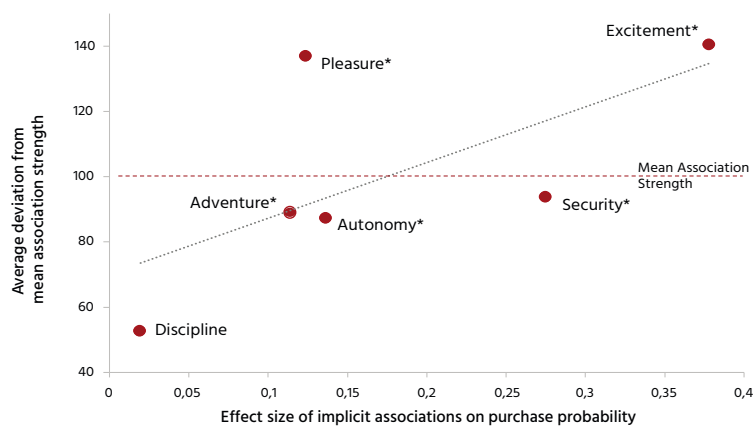 140
120
100
80
60
40
Average deviation from
mean association strength
Excitement*
Pleasure*
Mean Association
Strength
Adventure*
Autonomy*
Security*
Discipline
0
0,1
0,15
0,2
0,25
0,3
0,35
0,4
Effect size of implicit associations on purchase probability